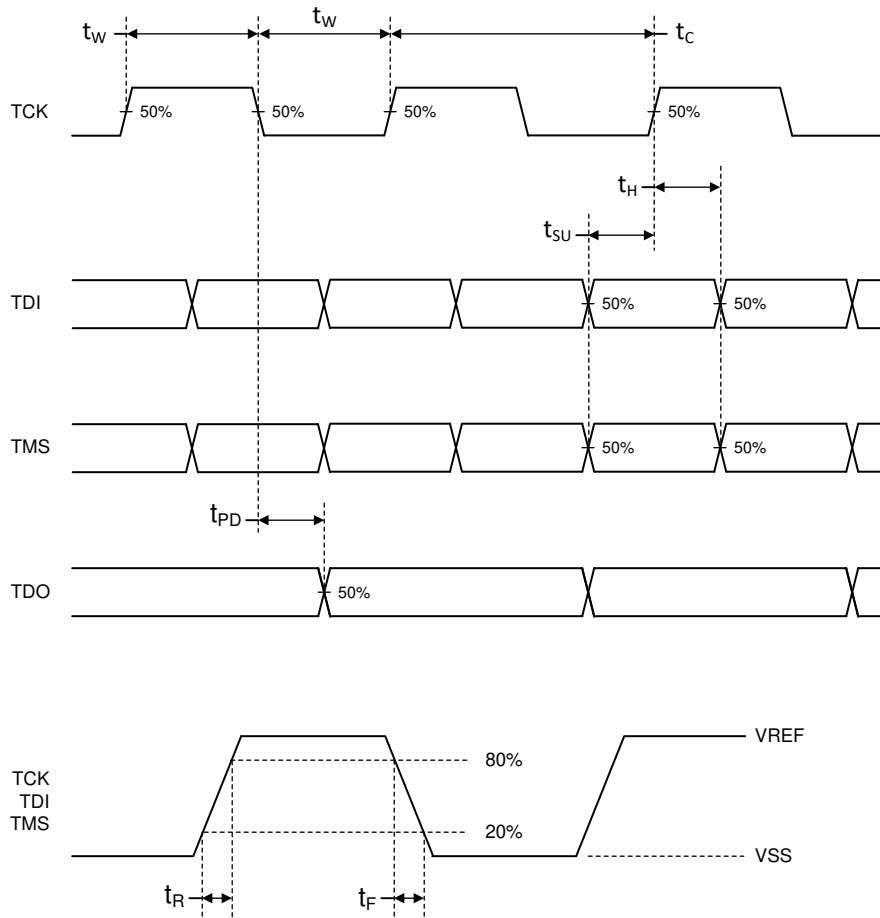 tW tW tC
TCK 50% 50% 50% 50%
tH
tSU
TDI 50% 50%
TMS 50% 50%
tPD
TDO 50%
VREF
80%
TCK
TDI
TMS
20%
VSS
tR tF